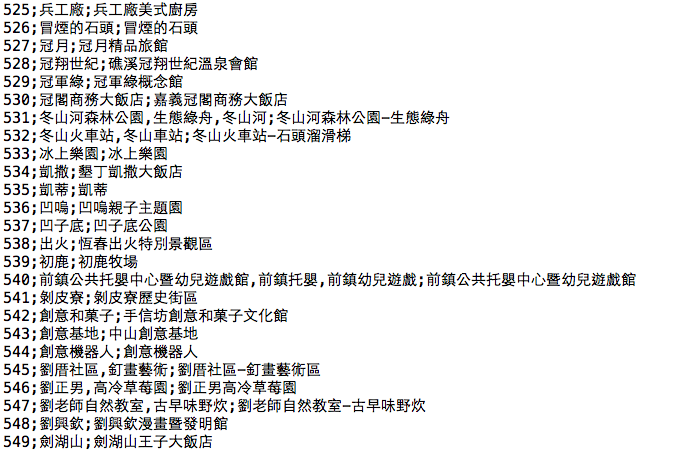 525;兵工廠;兵工廠美式廚房
526;冒煙的石頭;冒煙的石頭
527;冠月;冠月精品旅館
528;冠翔世紀;礁溪冠翔世紀溫泉會館
529;冠軍綠;冠軍綠概念館
530;冠閣商務大飯店;嘉義冠閣商務大飯店
531;冬山河森林公園,生態綠舟,冬山河;冬山河森林公園-生態綠舟
532;冬山火車站,冬山車站;冬山火車站-石頭溜滑梯
533;冰上樂園;冰上樂園
534;凱撒;墾丁凱撒大飯店
535;凱蒂;凱蒂
536;凹嗚;凹嗚親子主題園
537;凹子底;凹子底公園
538;出火;恆春出火特別景觀區
539;初鹿;初鹿牧場
540;前鎮公共托嬰中心暨幼兒遊戲館,前鎮托嬰,前鎮幼兒遊戲;前鎮公共托嬰中心暨幼兒遊戲館
541;剝皮寮;剝皮寮歷史街區
542;創意和菓子;手信坊創意和菓子文化館
543;創意基地;中山創意基地
544;創意機器人;創意機器人
545;劉厝社區,釘畫藝術;劉厝社區-釘畫藝術區
546;劉正男,高冷草莓園;劉正男高冷草莓園
547;劉老師自然教室,古早味野炊;劉老師自然教室-古早味野炊
548;劉興欽;劉興欽漫畫暨發明館
549;劍湖山;劍湖山王子大飯店